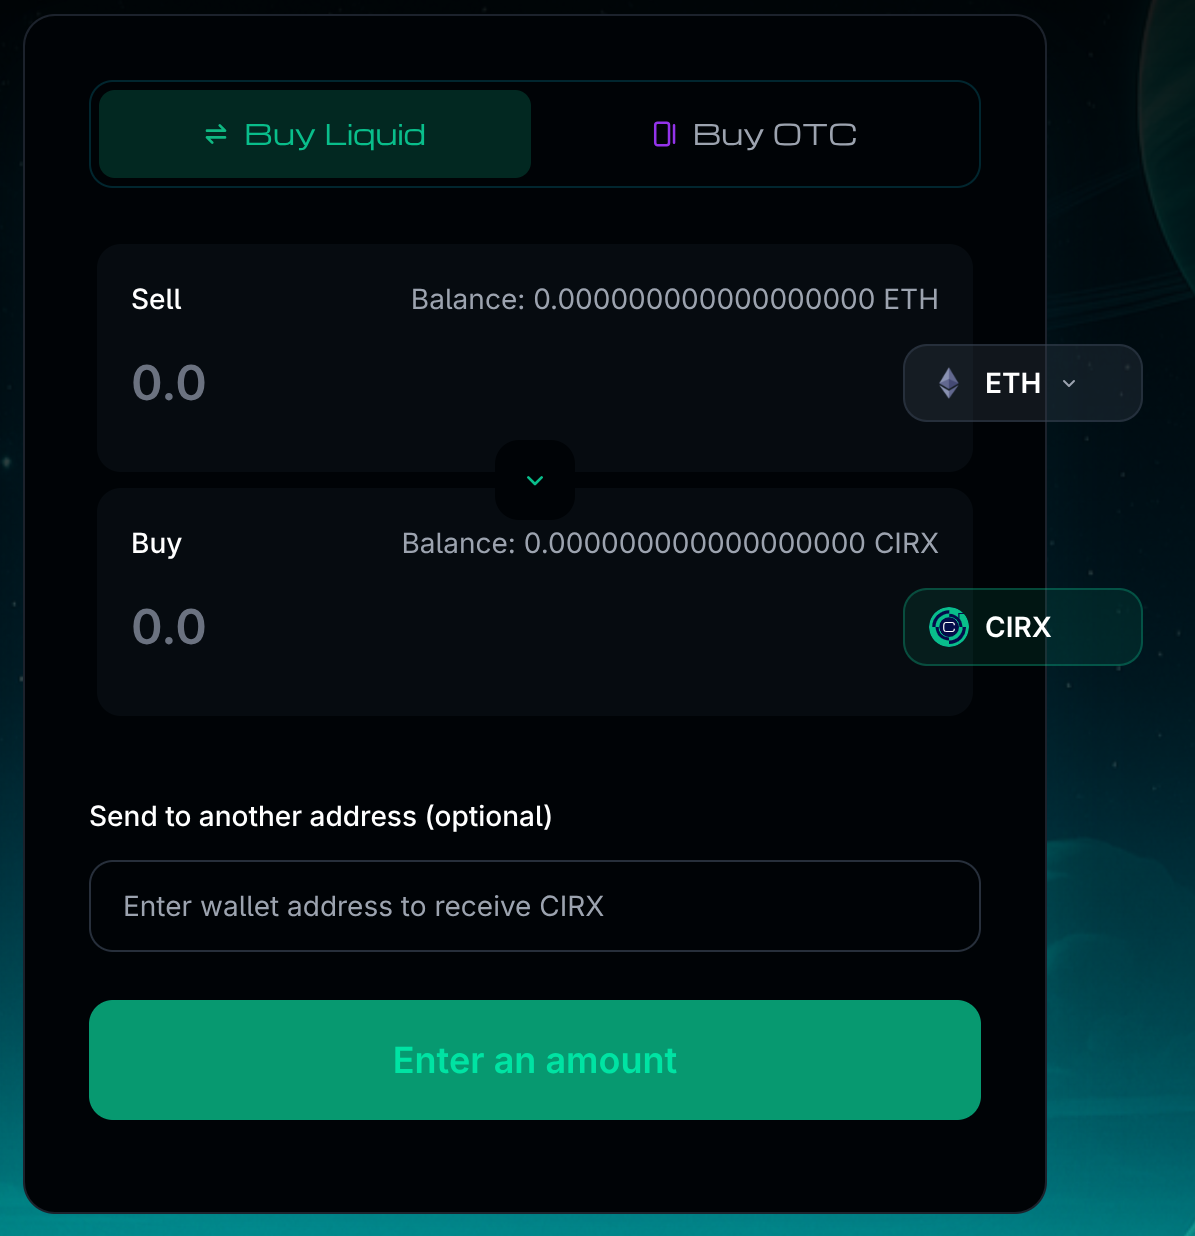 Buy Liquid
Buy OTC
Sell
Balance: 0.000000000000000000 ETH
0.0
ETH
Buy
Balance: 0.000000000000000000 CIRX
0.0
CIRX
Send to another address (optional)
Enter wallet address to receive CIRX
Enter an amount